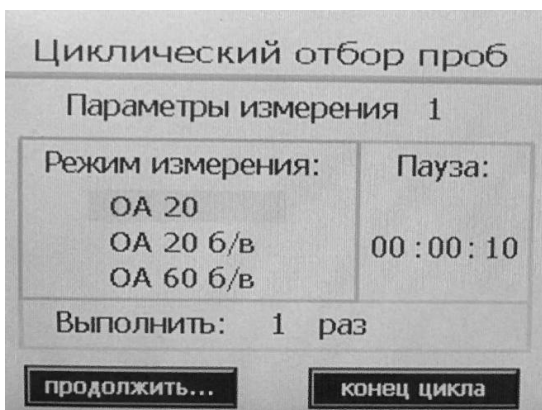 Циклический отбор проб
Параметры измерения 1
Режим измерения:
ОА 20
ОА 20 б/в
ОА 60 б/в
Пауза:
00:00:10
Выполнить: 1 раз
продолжить...
конец цикла